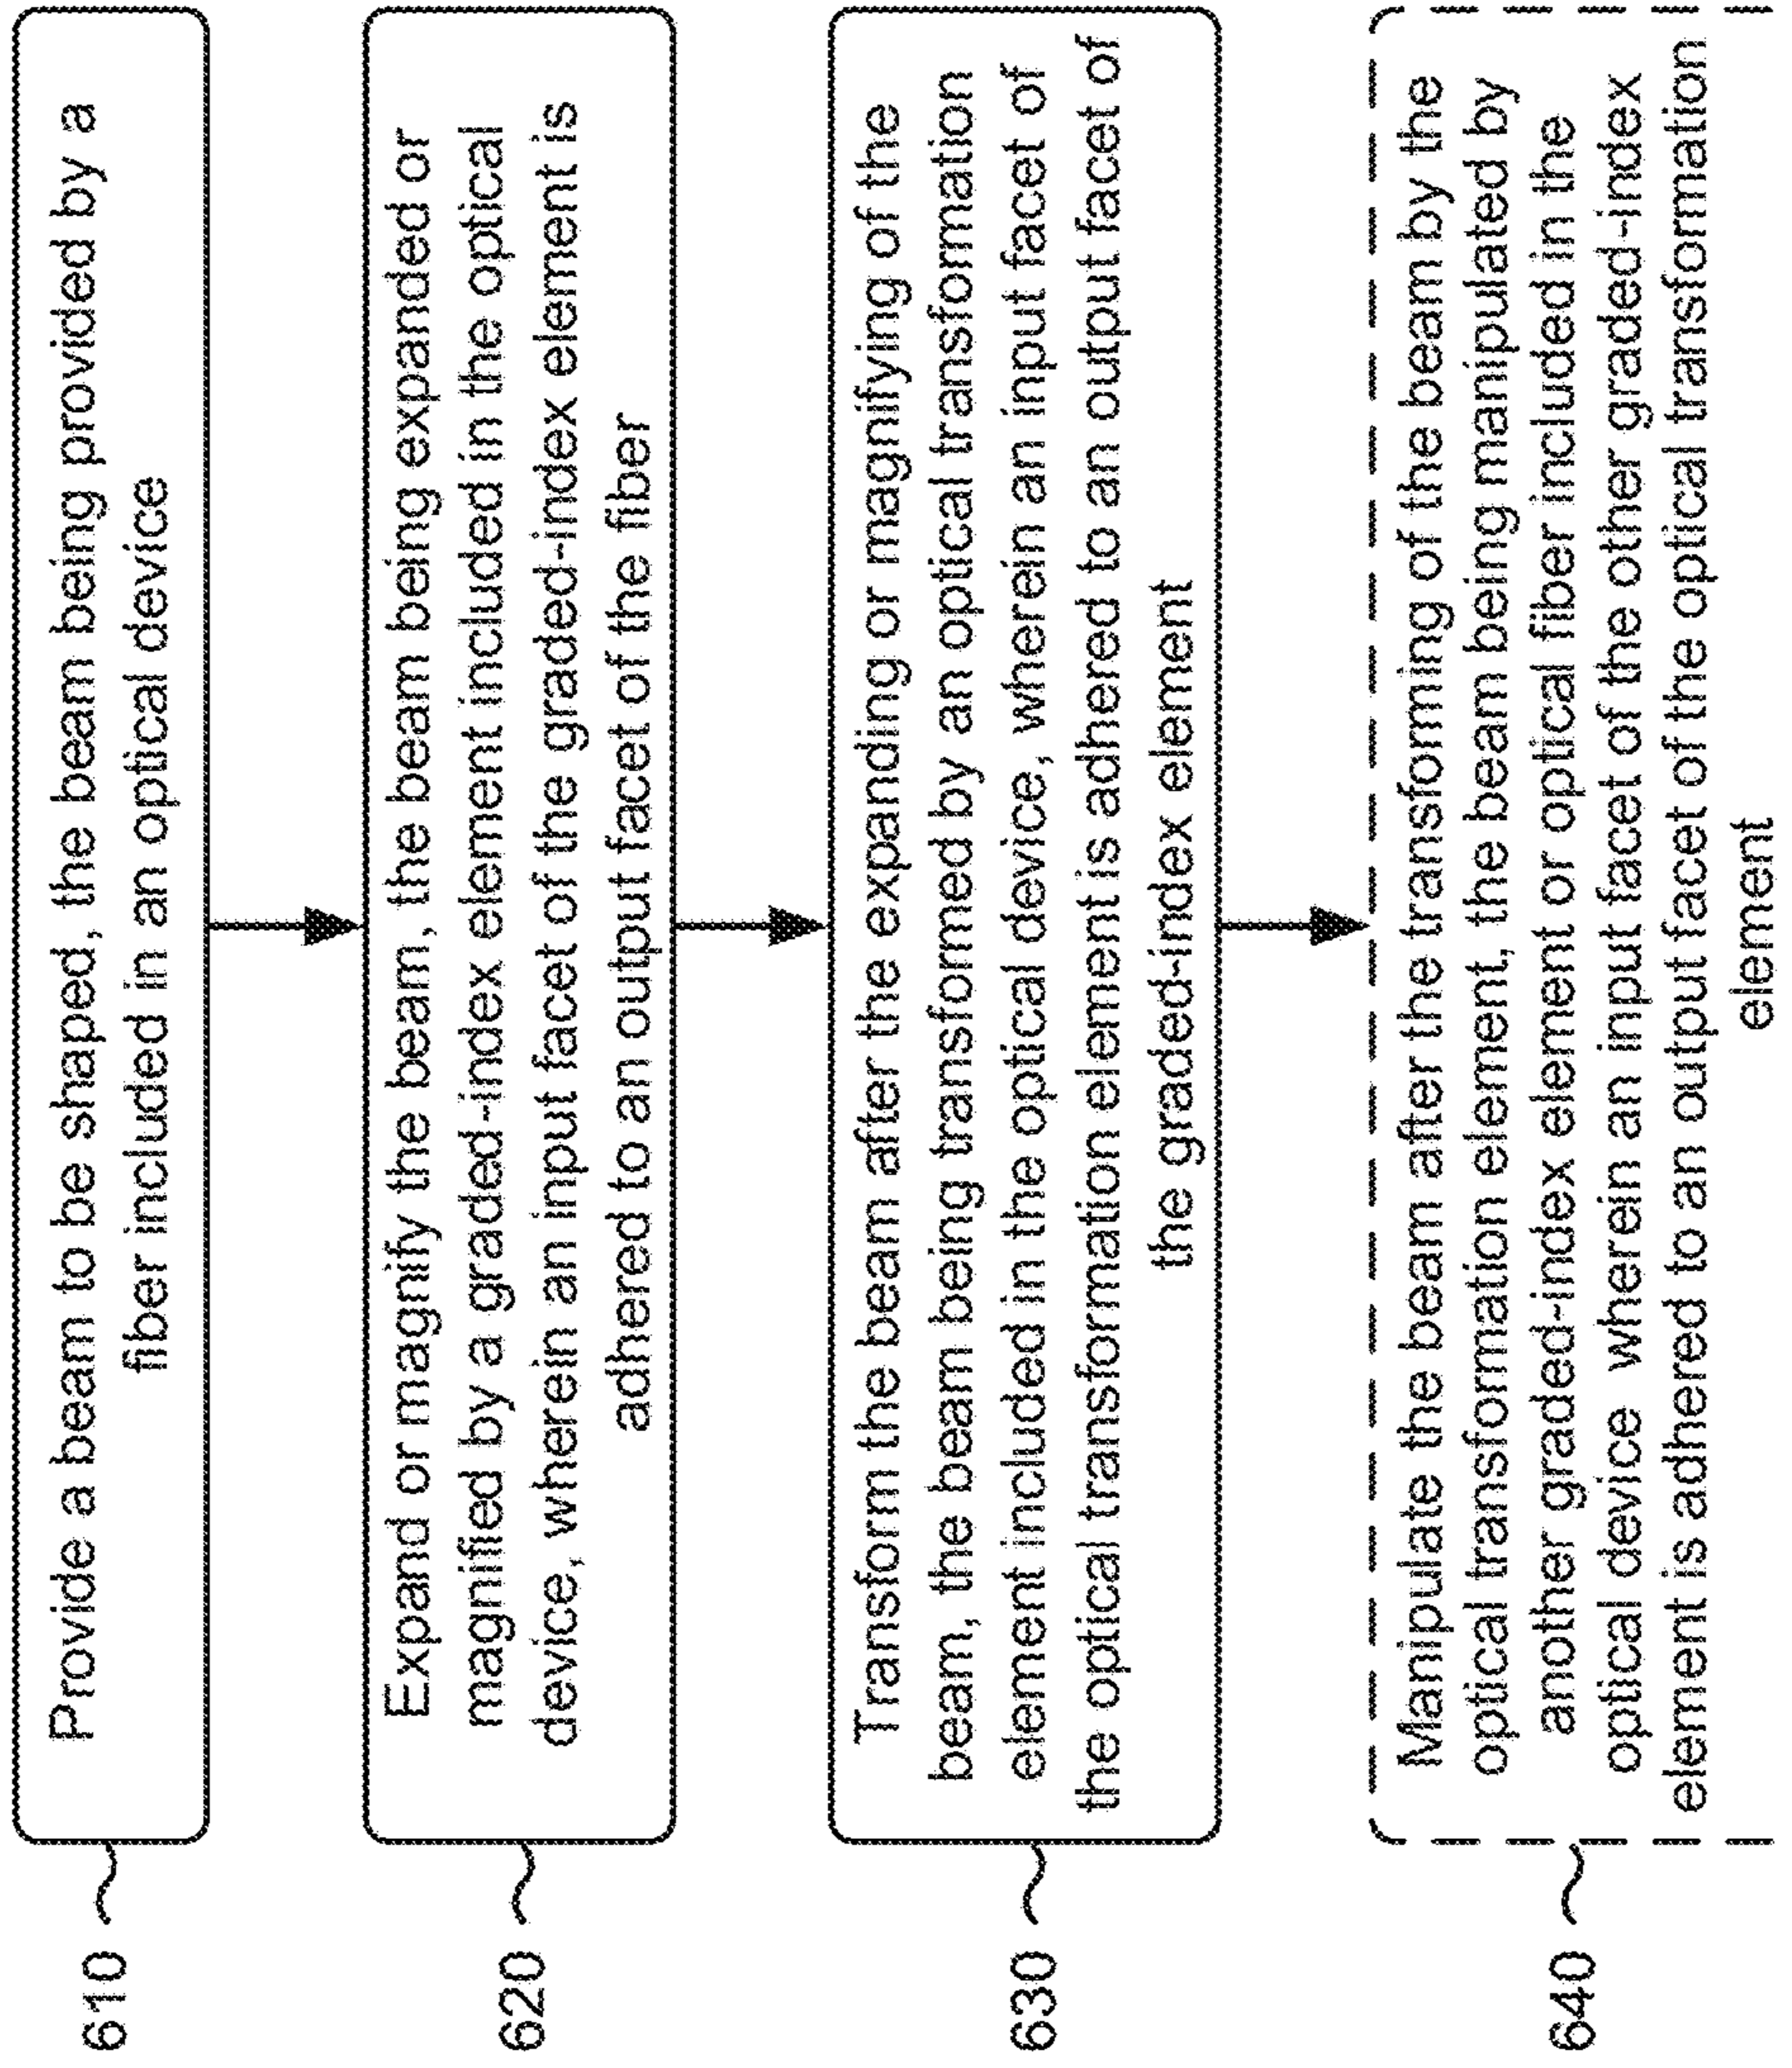 610
Provide a beam to be shaped, the beam being provided by a
fiber included in an optical device
620
Expand or magnify the beam, the beam being expanded or
magnified by a graded-index element included in the optical
device, wherein an input facet of the graded-index element is
adhered to an output facet of the fiber
630
Transform the beam after the expanding or magnifying of the
beam, the beam being transformed by an optical transformation
element included in the optical device, wherein an input facet of
the optical transformation element is adhered to an output facet of
the graded-index element
640
Manipulate the beam after the transforming of the beam by the
optical transformation element, the beam being manipulated by
another graded-index element or optical fiber included in the
optical device wherein an input facet of the other graded-index
element is adhered to an output facet of the optical transformation
element